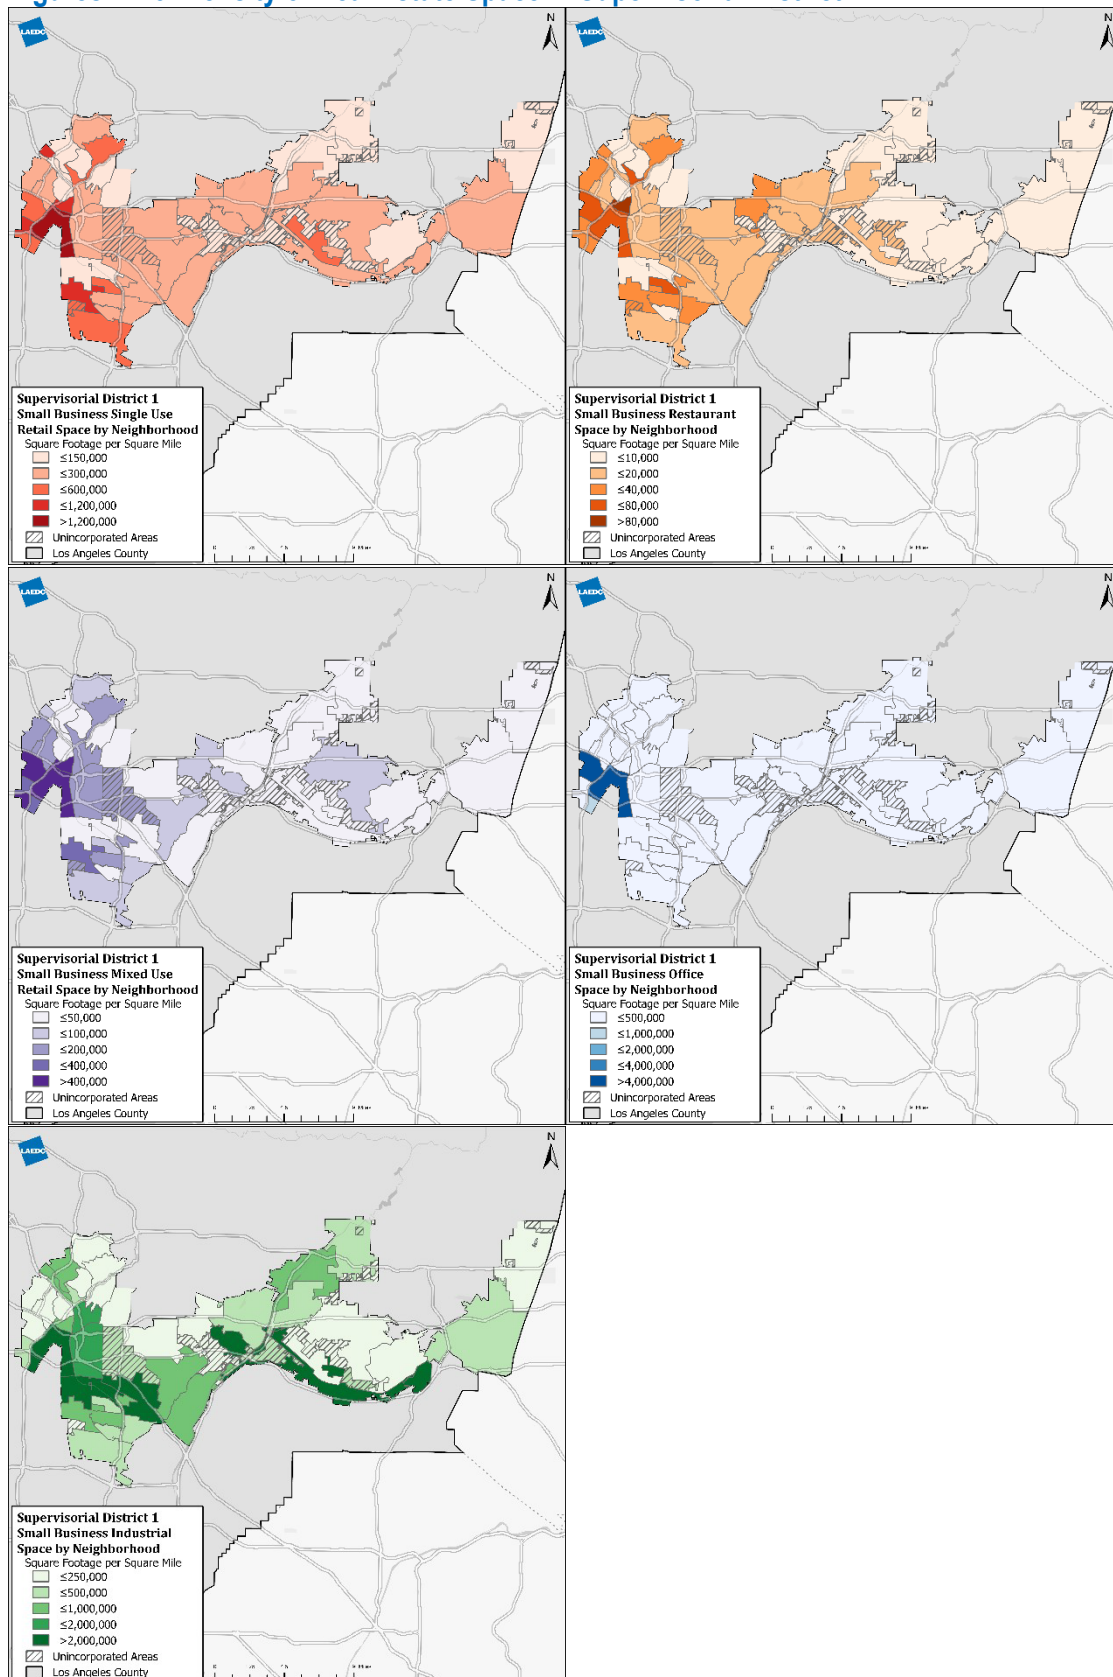 LAEDC
N
Supervisorial District 1
Small Business Single Use
Retail Space by Neighborhood
Square Footage per Square Mile
≤150,000
≤300,000
≤600,000
≤1,200,000
>1,200,000
Unincorporated Areas
Los Angeles County
LAEDC
N
Supervisorial District 1
Small Business Restaurant
Space by Neighborhood
Square Footage per Square Mile
≤10,000
≤20,000
≤40,000
≤80,000
>80,000
Unincorporated Areas
Los Angeles County
LAEDC
N
Supervisorial District 1
Small Business Mixed Use
Retail Space by Neighborhood
Square Footage per Square Mile
≤50,000
≤100,000
≤200,000
≤400,000
>400,000
Unincorporated Areas
Los Angeles County
LAEDC
N
Supervisorial District 1
Small Business Office
Space by Neighborhood
Square Footage per Square Mile
≤500,000
≤1,000,000
≤2,000,000
≤4,000,000
>4,000,000
Unincorporated Areas
Los Angeles County
LAEDC
N
Supervisorial District 1
Small Business Industrial
Space by Neighborhood
Square Footage per Square Mile
≤250,000
≤500,000
≤1,000,000
≤2,000,000
>2,000,000
Unincorporated Areas
Los Angeles County